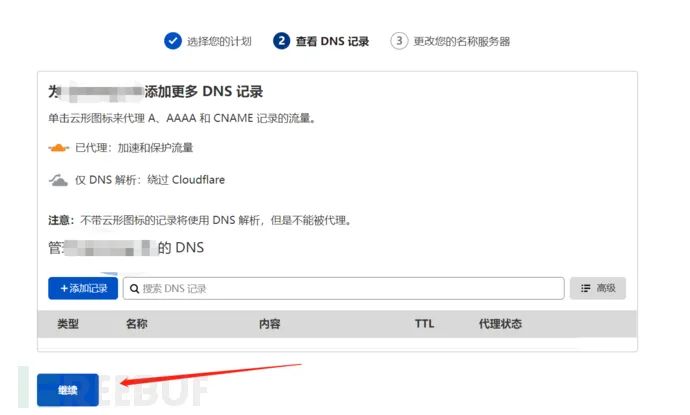 选择您的计划 2 查看 DNS 记录 3 更改您的名称服务器
为 添加更多 DNS 记录
单击云形图标来代理 A、AAAA 和 CNAME 记录的流量。
已代理：加速和保护流量
仅 DNS 解析：绕过 Cloudflare
注意：不带云形图标的记录将使用 DNS 解析，但是不能被代理。
管理 的 DNS
+添加记录 搜索 DNS 记录 高级
类型 名称 内容 TTL 代理状态
继续
FREEBUF